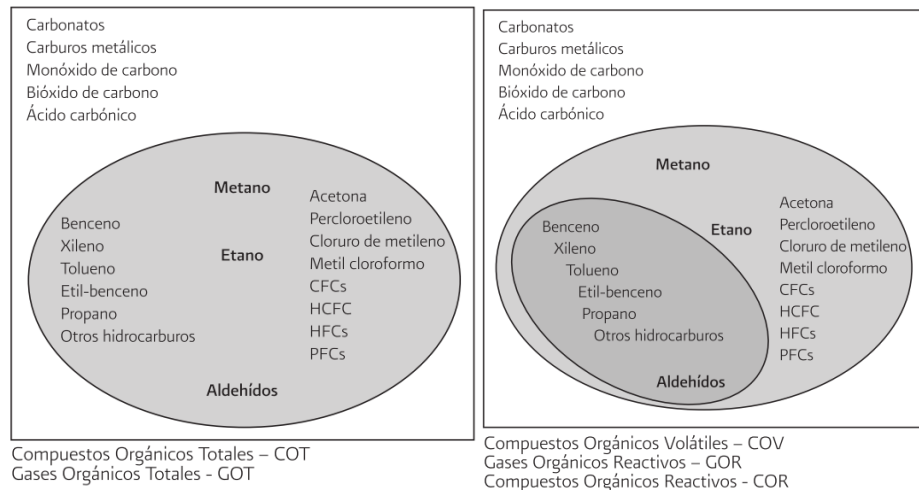 Carbonatos
Carburos metálicos
Monóxido de carbono
Bióxido de carbono
Ácido carbónico
Metano
Etano
Aldehídos
Benceno
Xileno
Tolueno
Etil-benceno
Propano
Otros hidrocarburos
Acetona
Percloroetileno
Cloruro de metileno
Metil cloroformo
CFCs
HCFC
HFCs
PFCs
Compuestos Orgánicos Totales – COT
Gases Orgánicos Totales - GOT
Carbonatos
Carburos metálicos
Monóxido de carbono
Bióxido de carbono
Ácido carbónico
Metano
Etano
Benceno
Xileno
Tolueno
Etil-benceno
Propano
Otros hidrocarburos
Aldehídos
Acetona
Percloroetileno
Cloruro de metileno
Metil cloroformo
CFCs
HCFC
HFCs
PFCs
Compuestos Orgánicos Volátiles – COV
Gases Orgánicos Reactivos – GOR
Compuestos Orgánicos Reactivos - COR